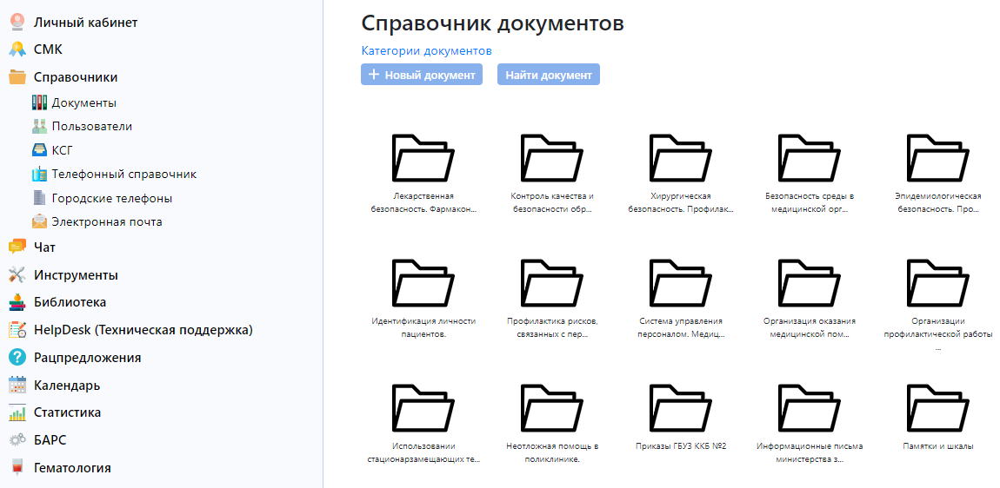 Личный кабинет
СМК
Справочники
Документы
Пользователи
КСГ
Телефонный справочник
Городские телефоны
Электронная почта
Чат
Инструменты
Библиотека
HelpDesk (Техническая поддержка)
Рацпредложения
Календарь
Статистика
БАРС
Гематология
Справочник документов
Категории документов
+ Новый документ
Найти документ
Лекарственная
безопасность. Фармакон...
Контроль качества и
безопасности обр...
Хирургическая
безопасность. Профилак...
Безопасность среды в
медицинской орг...
Эпидемиологическая
безопасность. Про...
Идентификация личности
пациентов.
Профилактика рисков,
связанных с пер...
Система управления
персоналом. Медиц...
Организация оказания
медицинской пом...
Организации
профилактической работы
...
Использовании
стационарзамещающих те...
Неотложная помощь в
поликлинике.
Приказы ГБУЗ ККБ №2
Информационные письма
министерства з...
Памятки и шкалы